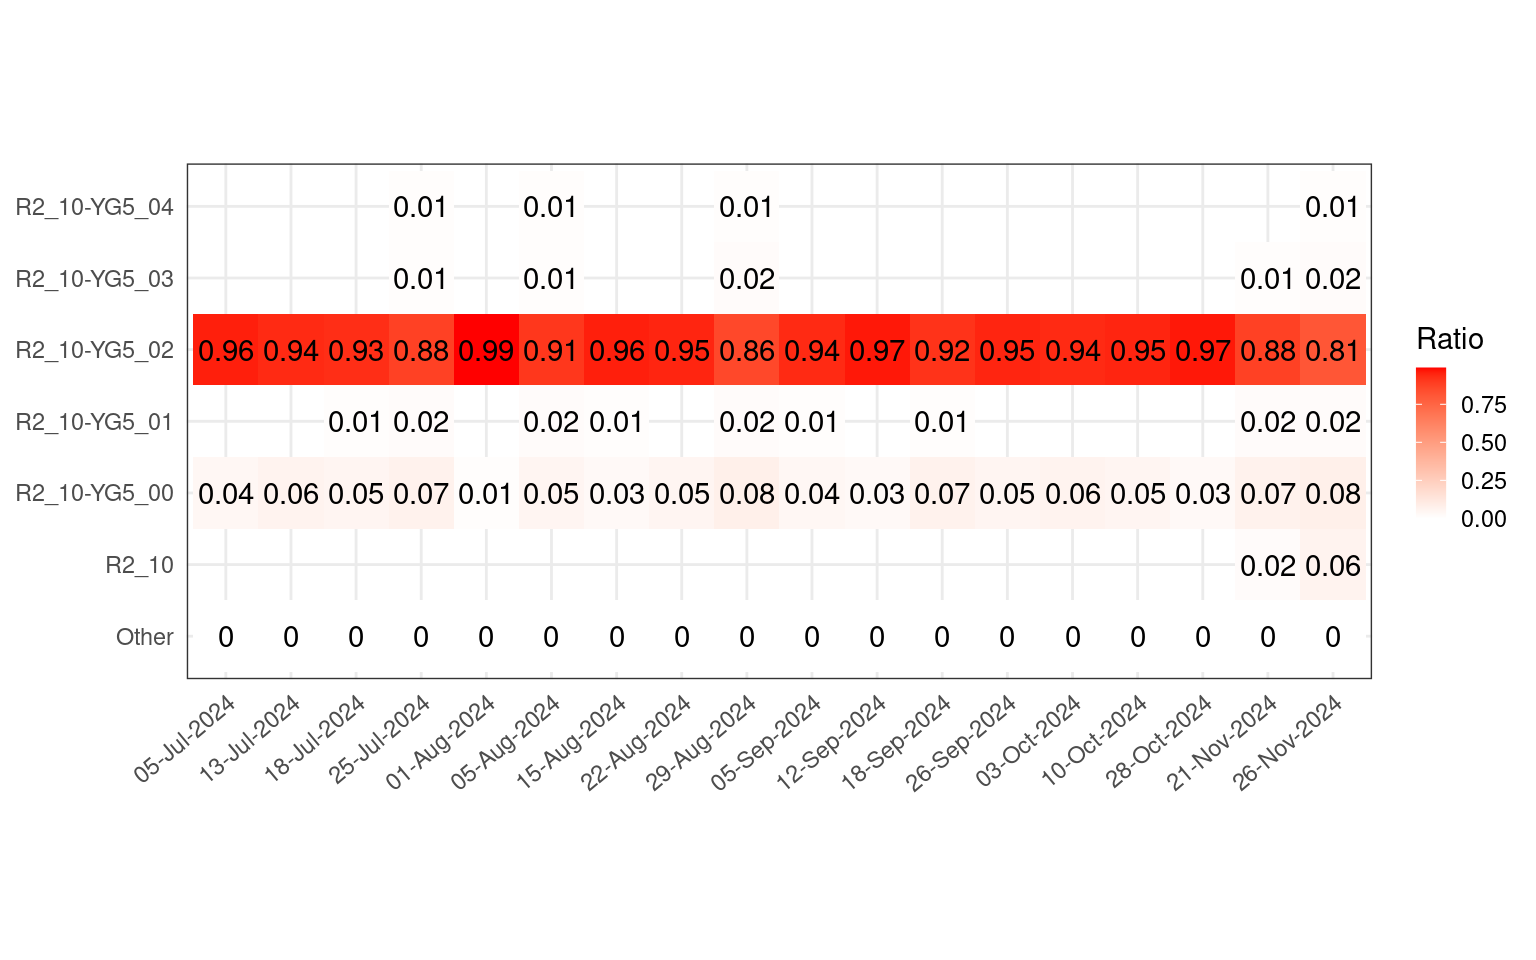 R2_10-YG5_04 0.01 0.01 0.01 0.01
R2_10-YG5_03 0.01 0.01 0.02 0.01 0.02
R2_10-YG5_02 0.96 0.94 0.93 0.88 0.99 0.91 0.96 0.95 0.86 0.94 0.97 0.92 0.95 0.94 0.95 0.97 0.88 0.81
R2_10-YG5_01 0.01 0.02 0.02 0.01 0.02 0.01 0.01 0.02 0.02
R2_10-YG5_00 0.04 0.06 0.05 0.07 0.01 0.05 0.03 0.05 0.08 0.04 0.03 0.07 0.05 0.06 0.05 0.03 0.07 0.08
R2_10 0.02 0.06
Other 0 0 0 0 0 0 0 0 0 0 0 0 0 0 0 0 0 0
05-Jul-2024 13-Jul-2024 18-Jul-2024 25-Jul-2024 01-Aug-2024 05-Aug-2024 15-Aug-2024 22-Aug-2024 29-Aug-2024 05-Sep-2024 12-Sep-2024 18-Sep-2024 26-Sep-2024 03-Oct-2024 10-Oct-2024 28-Oct-2024 21-Nov-2024 26-Nov-2024
Ratio
0.75
0.50
0.25
0.00